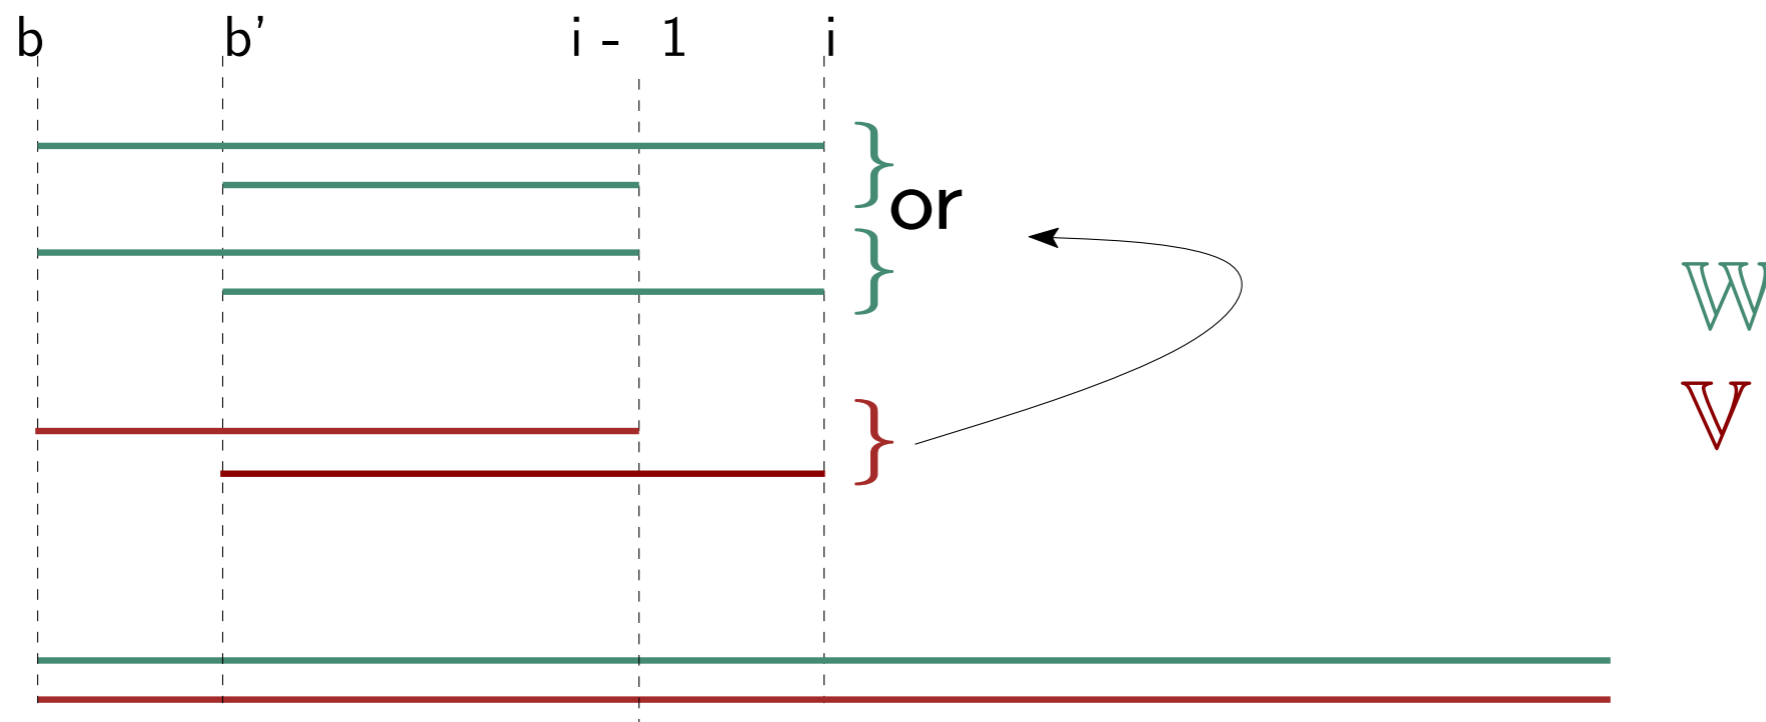 b b’ i - 1 i
or
𝕎
𝕍